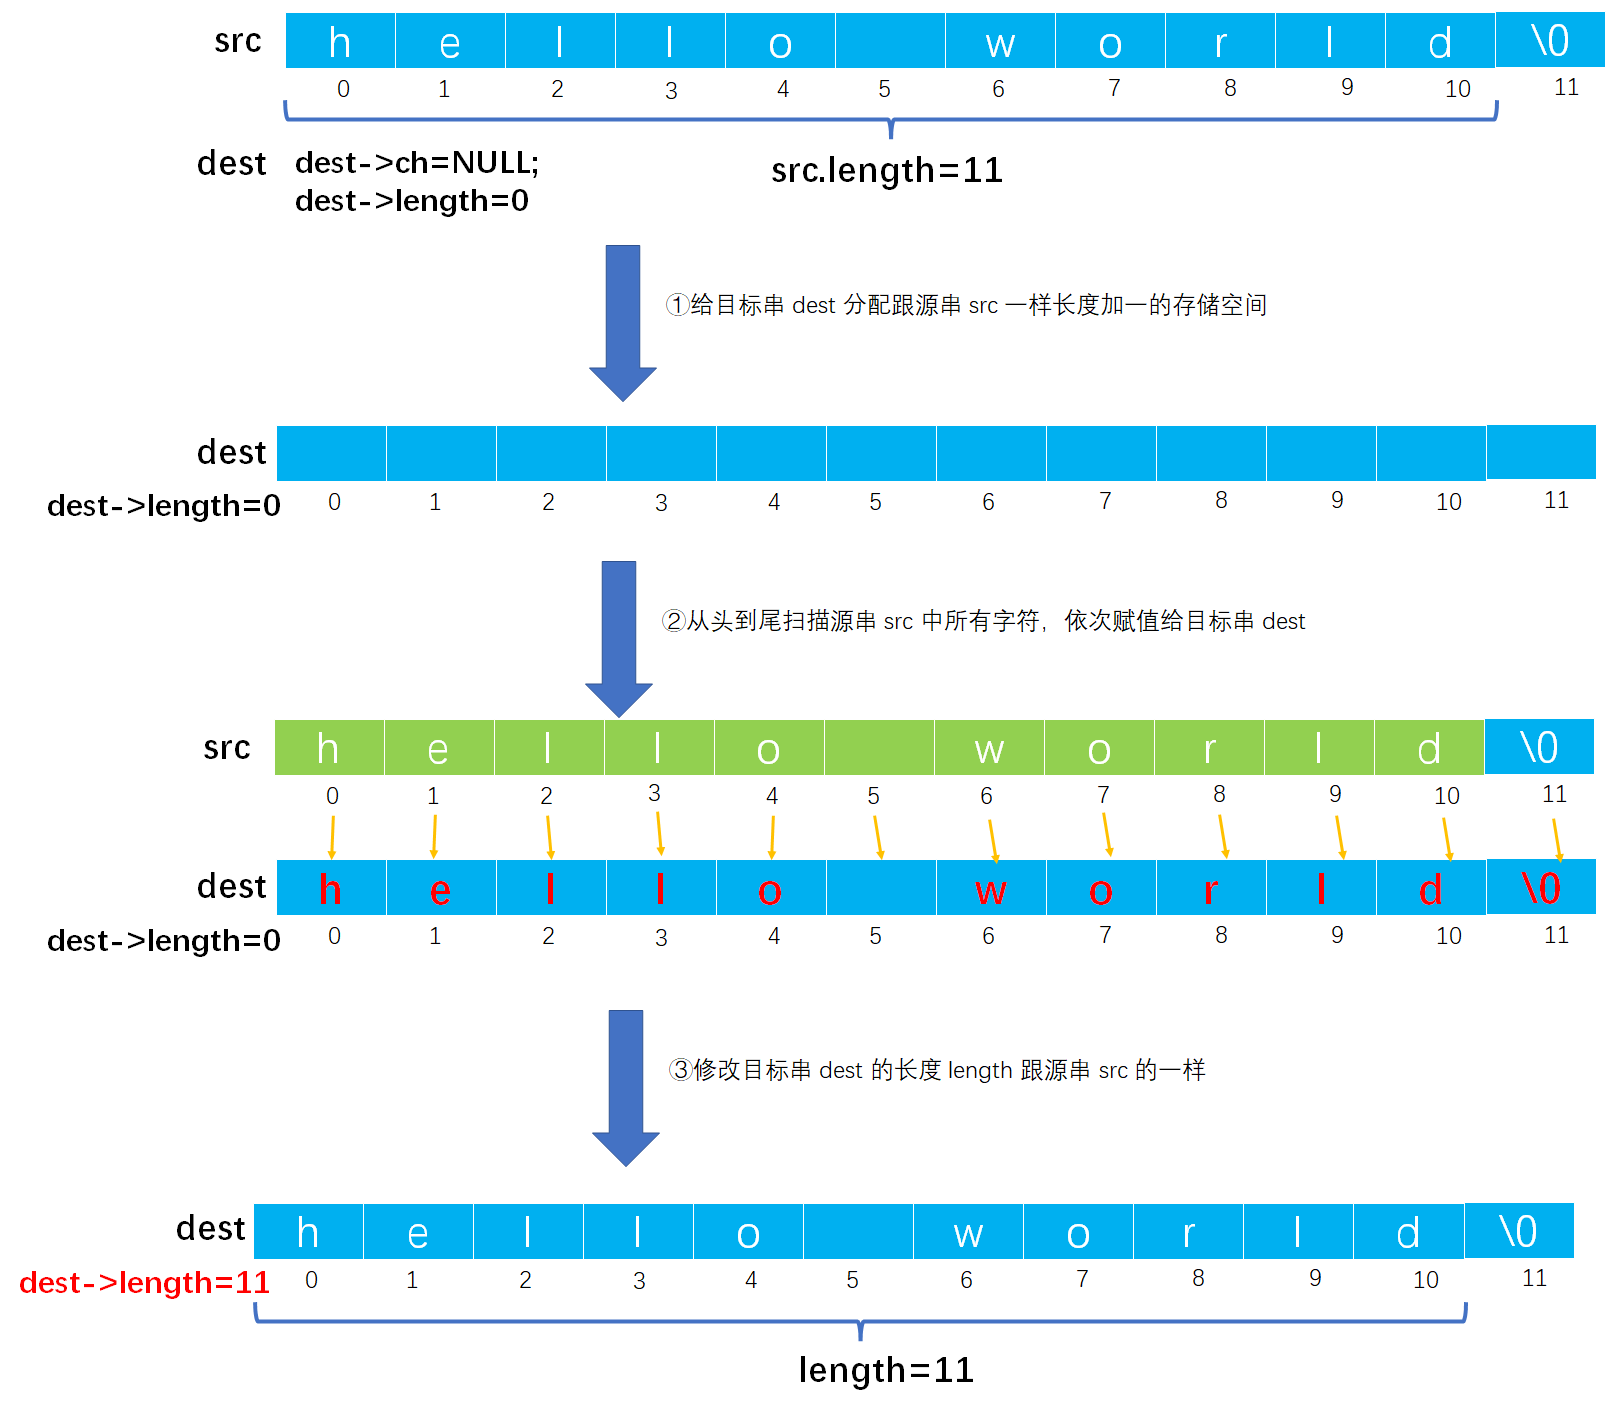 src h e l l o w o r l d \0
0 1 2 3 4 5 6 7 8 9 10 11
dest dest->ch=NULL; src.length=11
dest->length=0
①给目标串 dest 分配跟源串 src 一样长度加一的存储空间
dest
dest->length=0 0 1 2 3 4 5 6 7 8 9 10 11
②从头到尾扫描源串 src 中所有字符，依次赋值给目标串 dest
src h e l l o w o r l d \0
0 1 2 3 4 5 6 7 8 9 10 11
dest h e l l o w o r l d \0
dest->length=0 0 1 2 3 4 5 6 7 8 9 10 11
③修改目标串 dest 的长度 length 跟源串 src 的一样
dest h e l l o w o r l d \0
dest->length=11 0 1 2 3 4 5 6 7 8 9 10 11
length=11